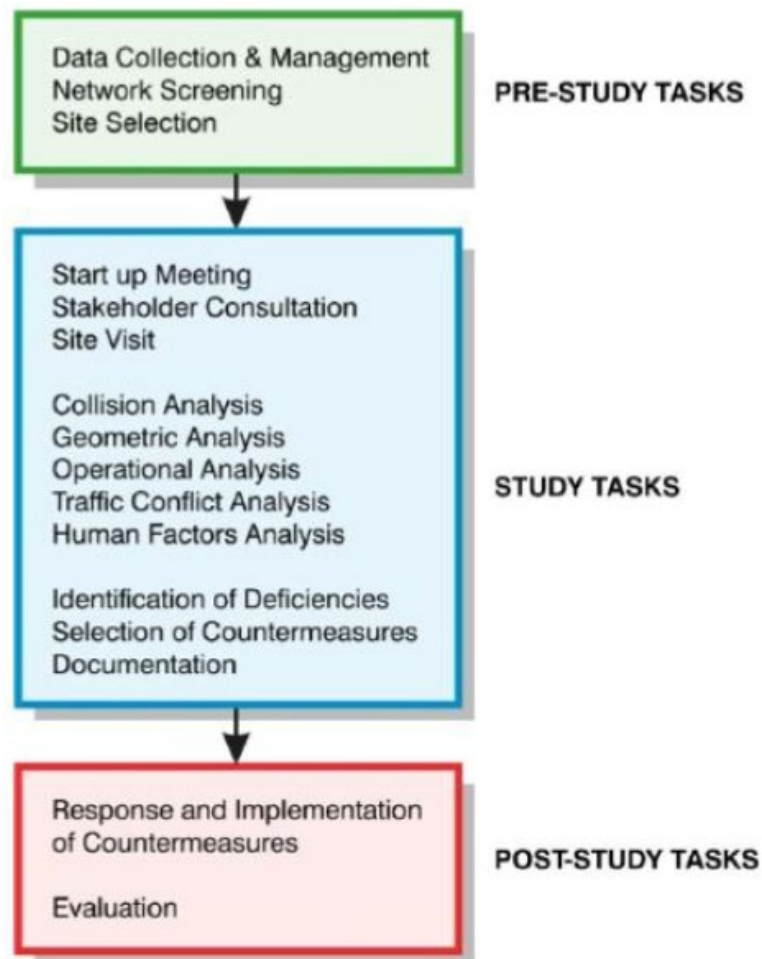 Data Collection & Management
Network Screening
Site Selection
PRE-STUDY TASKS
Start up Meeting
Stakeholder Consultation
Site Visit
Collision Analysis
Geometric Analysis
Operational Analysis
Traffic Conflict Analysis
Human Factors Analysis
Identification of Deficiencies
Selection of Countermeasures
Documentation
STUDY TASKS
Response and Implementation
of Countermeasures
Evaluation
POST-STUDY TASKS